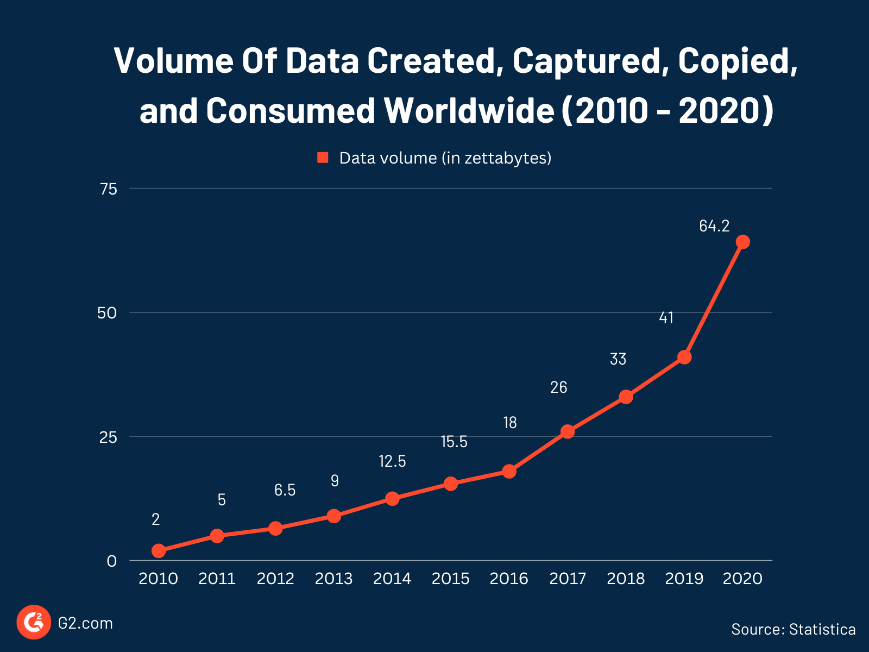 Volume Of Data Created, Captured, Copied,
and Consumed Worldwide (2010 - 2020)
Data volume (in zettabytes)
75
50
25
0
2
5
6.5
9
12.5
15.5
18
26
33
41
64.2
2010 2011 2012 2013 2014 2015 2016 2017 2018 2019 2020
G2
G2.com
Source: Statistica